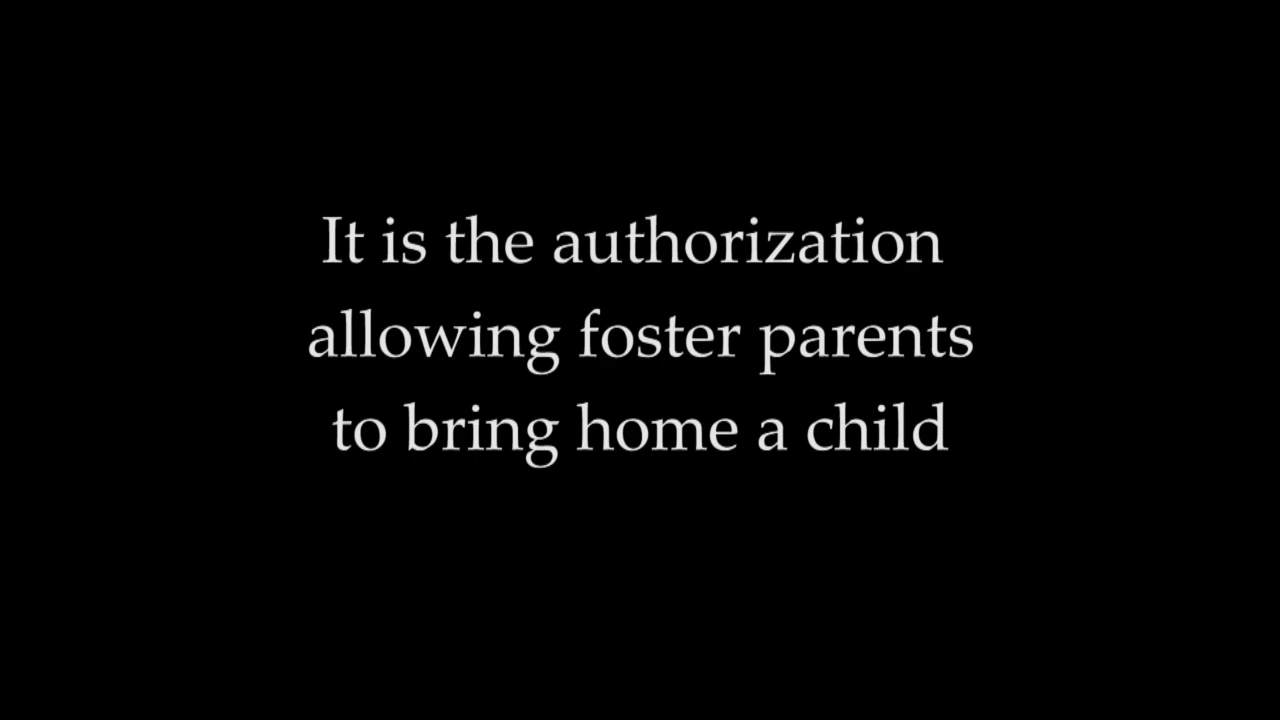 It is the authorization
allowing foster parents
to bring home a child